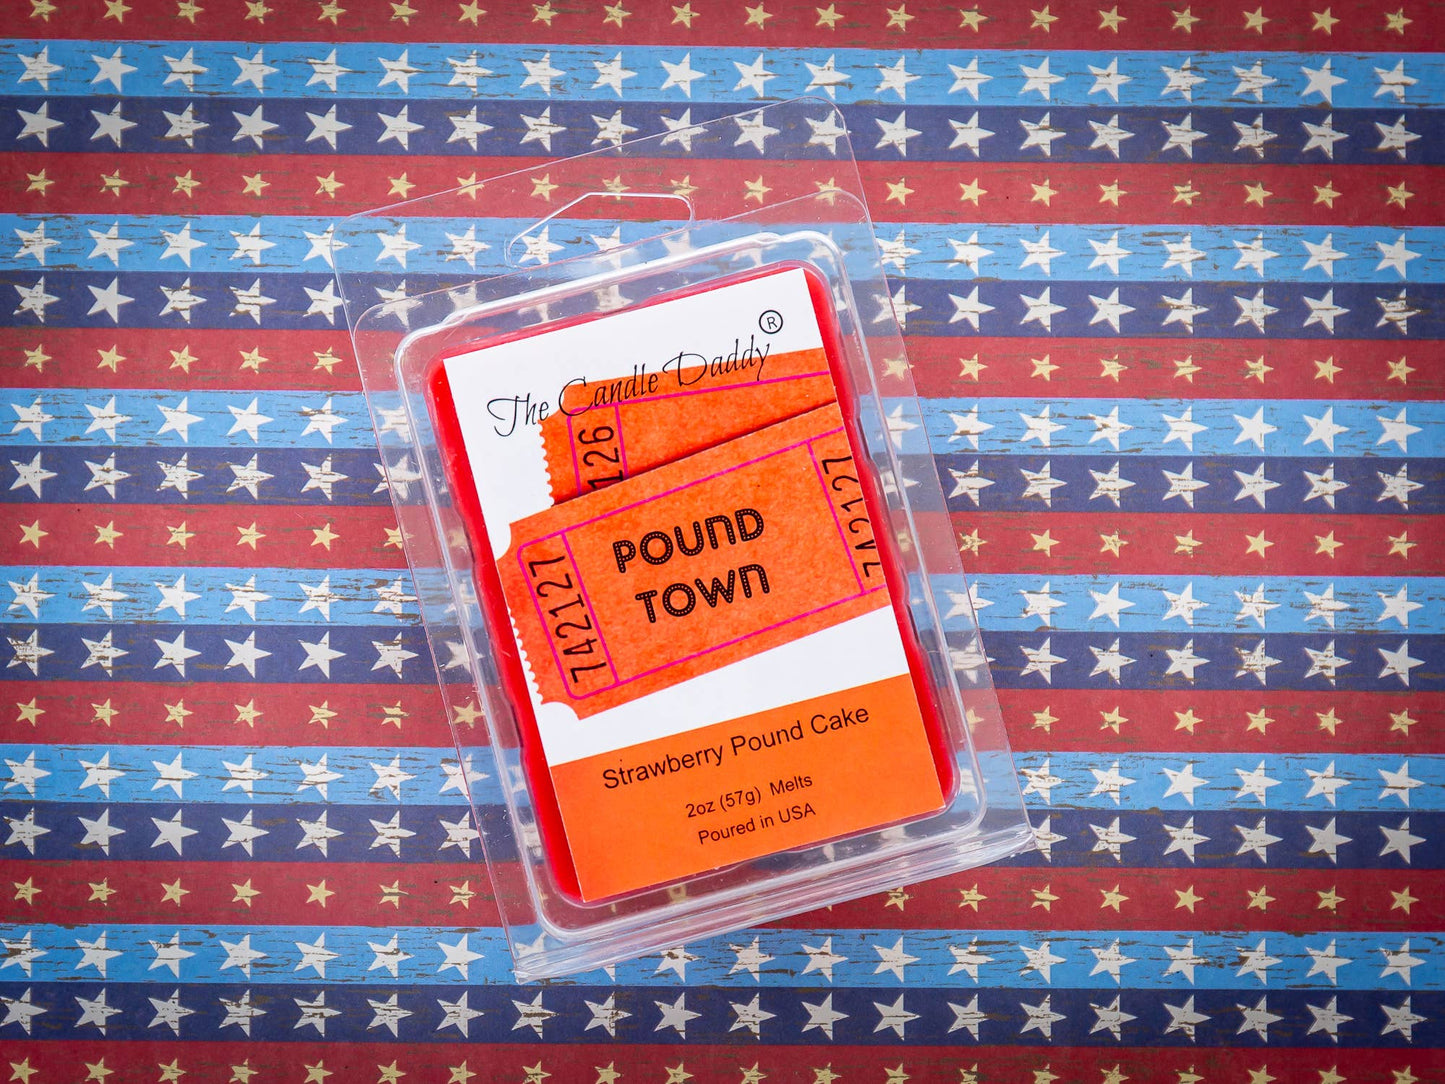 The Candle Daddy®
126
742127
POUND
TOWN
742127
Strawberry Pound Cake
2oz (57g) Melts
Poured in USA